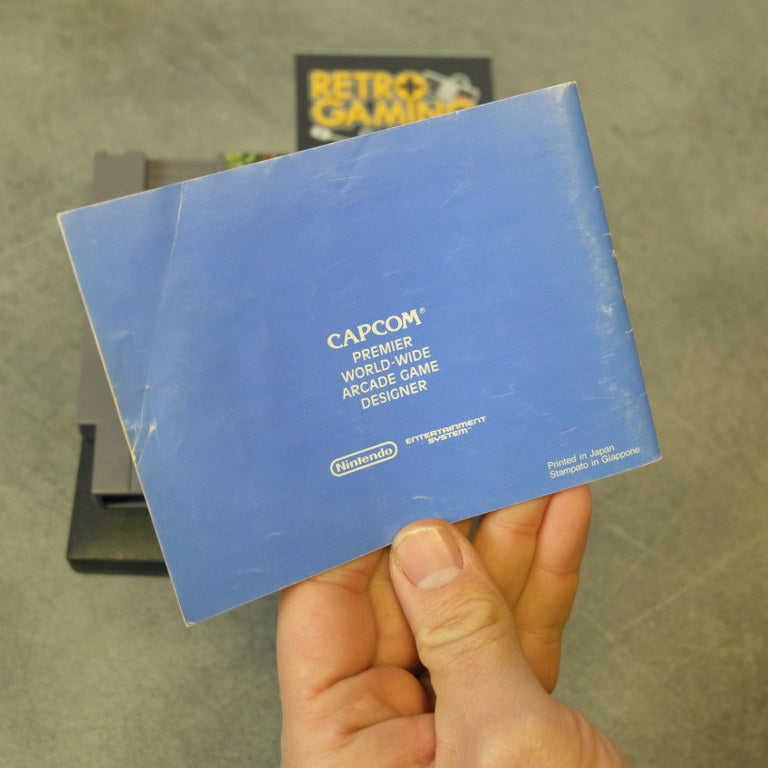 RETRO
GAMING
CAPCOM®
PREMIER
WORLD-WIDE
ARCADE GAME
DESIGNER
Nintendo
ENTERTAINMENT
SYSTEM™
Printed in Japan
Stampato in Giappone